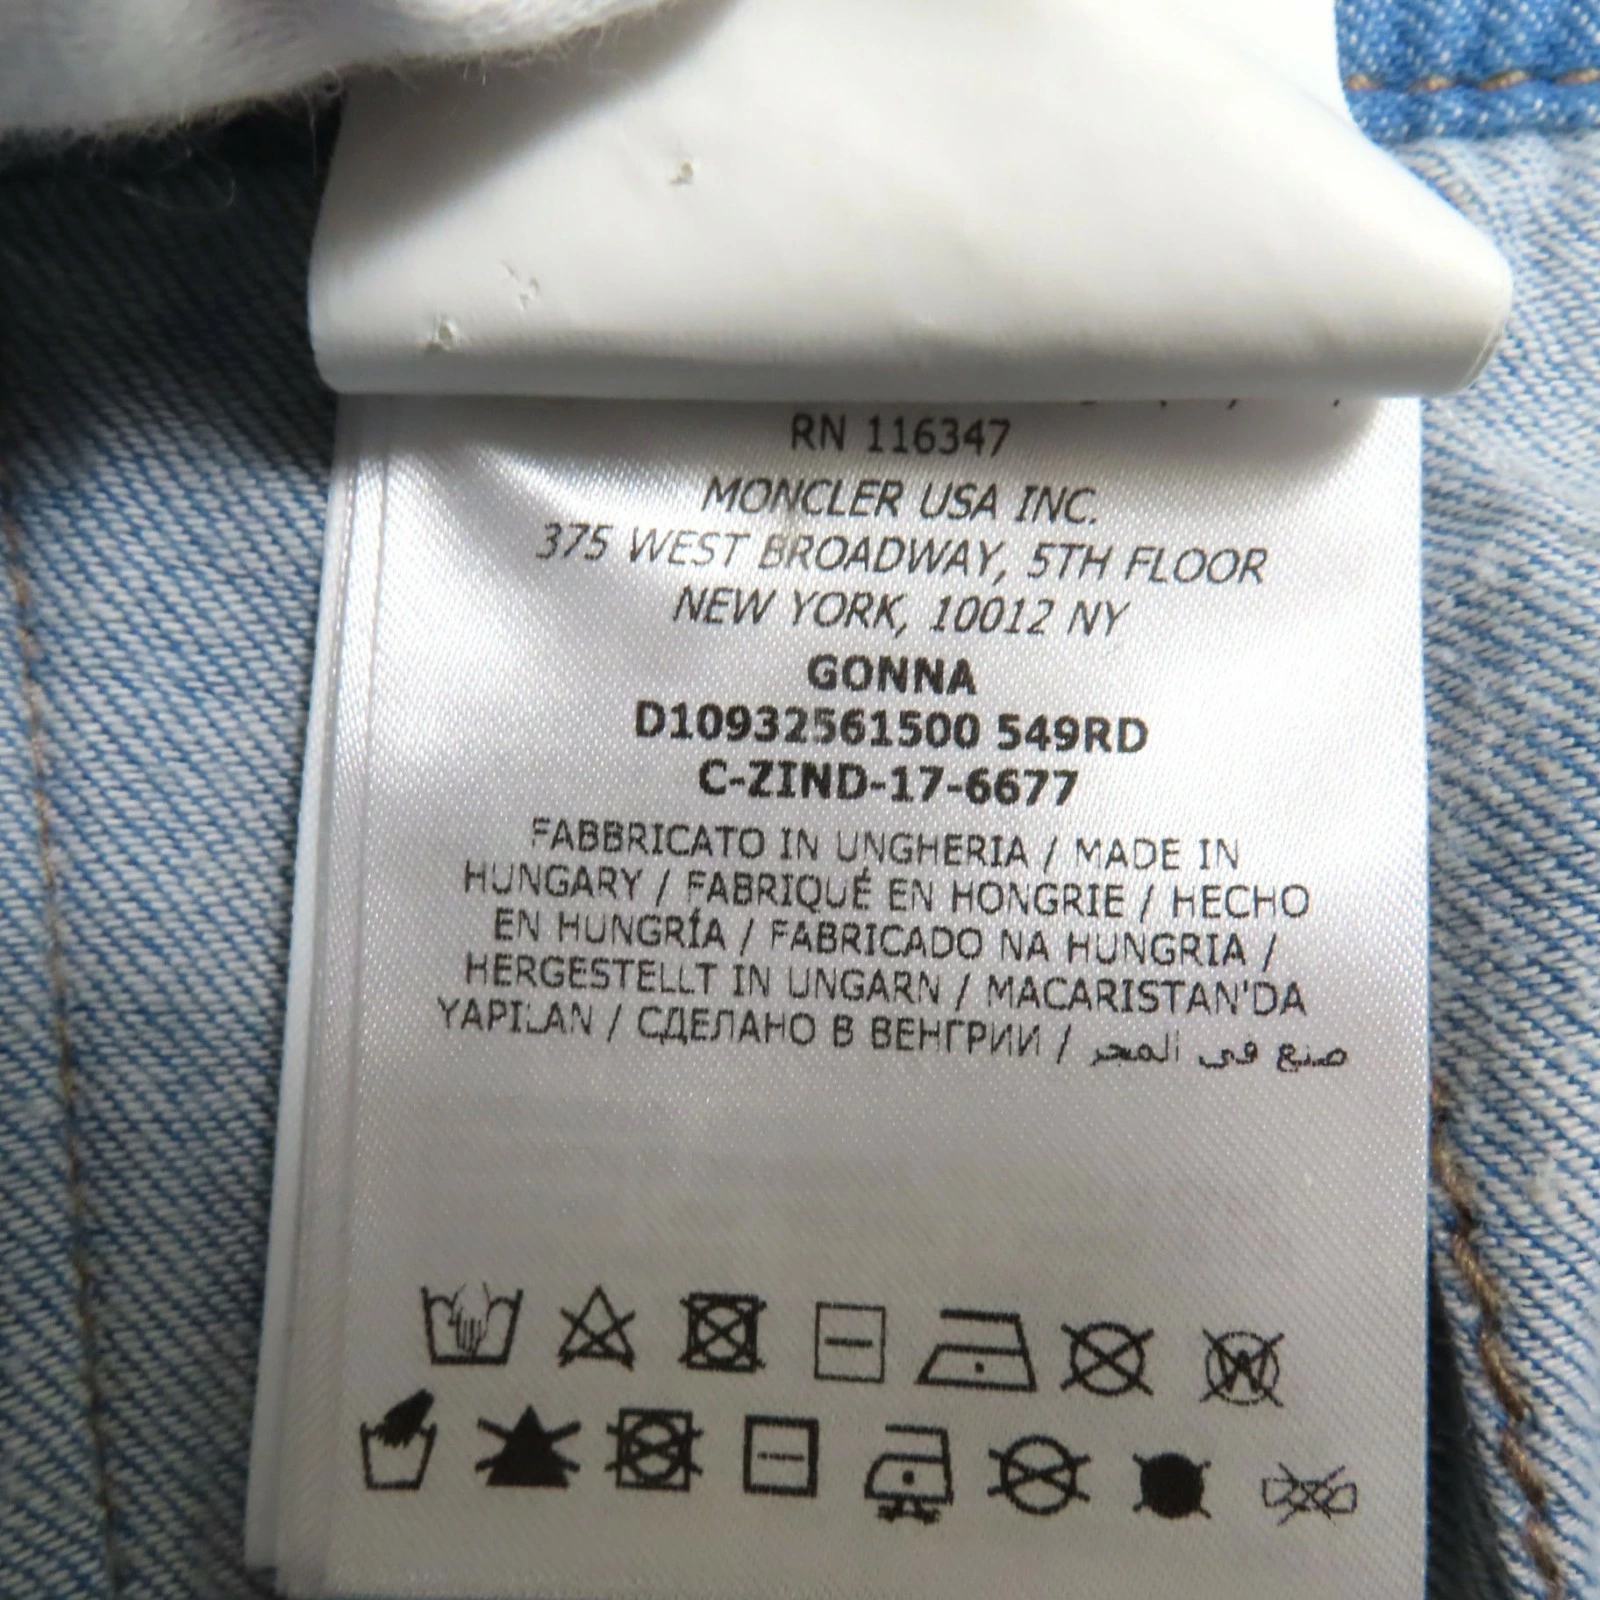 RN 116347
MONCLER USA INC.
375 WEST BROADWAY, 5TH FLOOR
NEW YORK, 10012 NY
GONNA
D10932561500 549RD
C-ZIND-17-6677
FABBRICATO IN UNGHERIA / MADE IN
HUNGARY / FABRIQUÉ EN HONGRIE / HECHO
EN HUNGRÍA / FABRICADO NA HUNGRIA /
HERGESTELLT IN UNGARN / MACARISTAN'DA
YAPILAN / СДЕЛАНО В ВЕНГРИИ / صنع في المجر
W